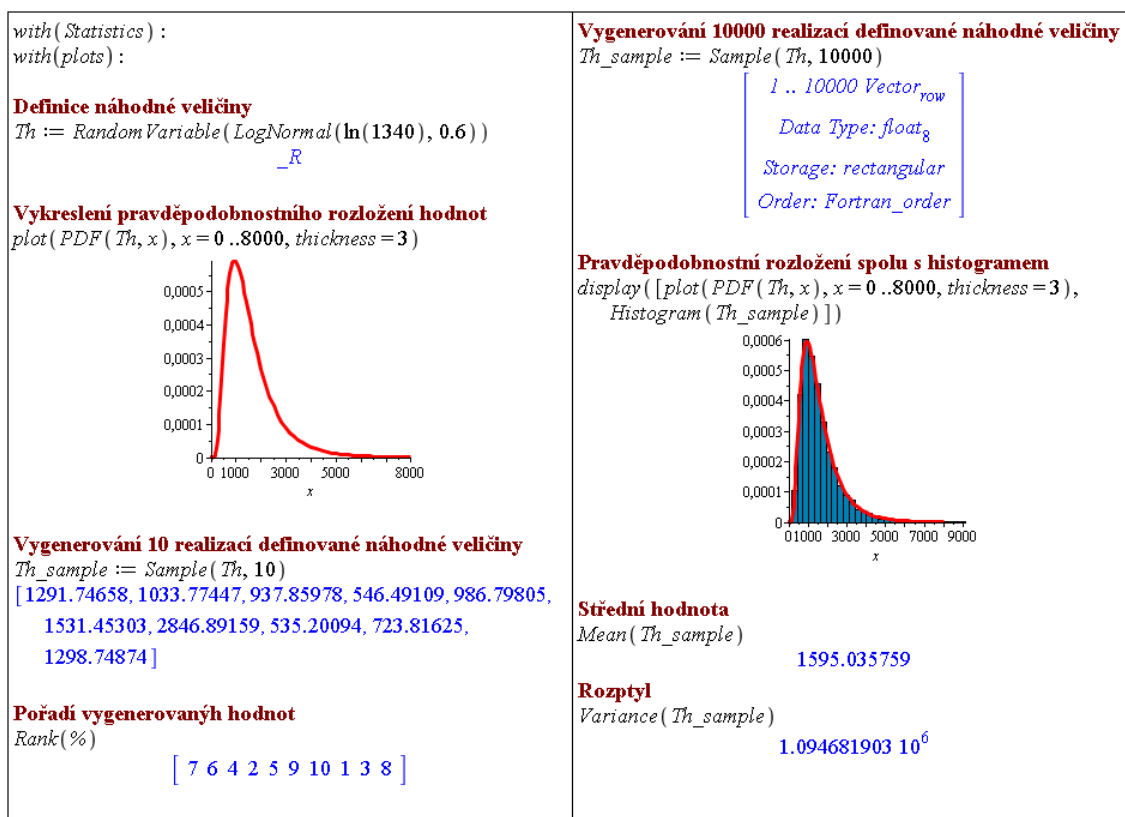 with(Statistics) :
with(plots) :
Definice náhodné veličiny
Th := RandomVariable(LogNormal(ln(1340), 0.6))
_R
Vykreslení pravděpodobnostního rozložení hodnot
plot(PDF(Th, x), x = 0 ..8000, thickness = 3)
0,0005
0,0004
0,0003
0,0002
0,0001
0
0 1000 3000 5000 8000
x
Vygenerování 10 realizací definované náhodné veličiny
Th_sample := Sample(Th, 10)
[1291.74658, 1033.77447, 937.85978, 546.49109, 986.79805,
1531.45303, 2846.89159, 535.20094, 723.81625,
1298.74874]
Pořadí vygenerovanýh hodnot
Rank(%)
[ 7 6 4 2 5 9 10 1 3 8 ]
Vygenerování 10000 realizací definované náhodné veličiny
Th_sample := Sample(Th, 10000)
1 .. 10000 Vector row
Data Type: float 8
Storage: rectangular
Order: Fortran_order
Pravděpodobnostní rozložení spolu s histogramem
display([plot(PDF(Th, x), x = 0 ..8000, thickness = 3),
Histogram(Th_sample)])
0,0006
0,0005
0,0004
0,0003
0,0002
0,0001
0
0 1000 3000 5000 7000 9000
x
Střední hodnota
Mean(Th_sample)
1595.035759
Rozptyl
Variance(Th_sample)
1.094681903 10^6